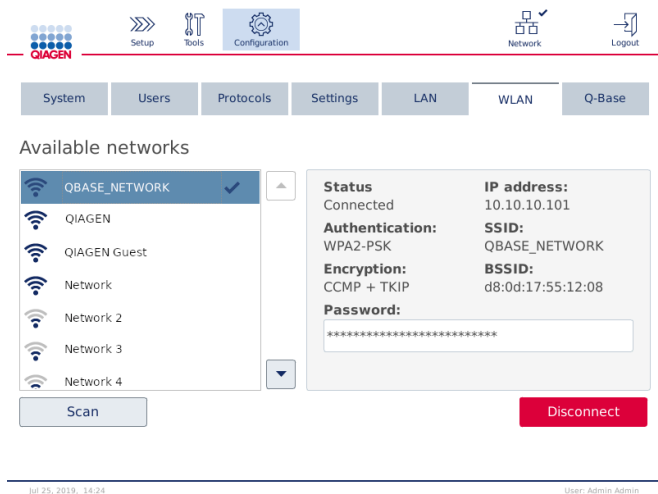 QIAGEN
Setup
Tools
Configuration
Network
Logout
System
Users
Protocols
Settings
LAN
WLAN
Q-Base
Available networks
QBASE_NETWORK
QIAGEN
QIAGEN Guest
Network
Network 2
Network 3
Network 4
Status
Connected
IP address:
10.10.10.101
Authentication:
WPA2-PSK
SSID:
QBASE_NETWORK
Encryption:
CCMP + TKIP
BSSID:
d8:0d:17:55:12:08
Password:
**************************
Scan
Disconnect
Jul 25, 2019, 14:24
User: Admin Admin